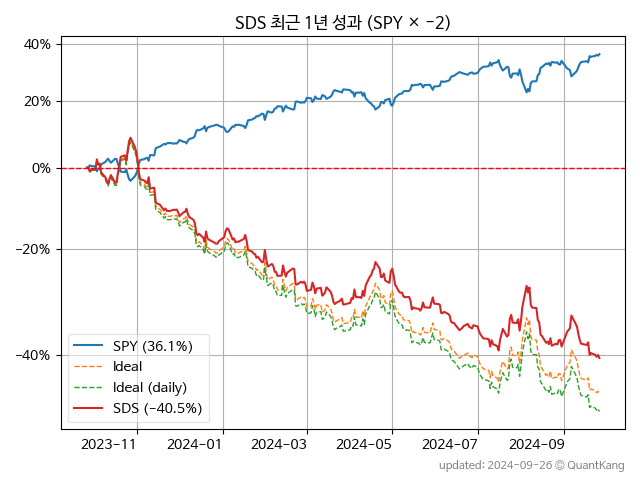 SDS 최근 1년 성과 (SPY × −2)
40%
20%
0%
−20%
−40%
SPY (36.1%)
Ideal
Ideal (daily)
SDS (−40.5%)
2023-11
2024-01
2024-03
2024-05
2024-07
2024-09
updated: 2024-09-26 © QuantKang